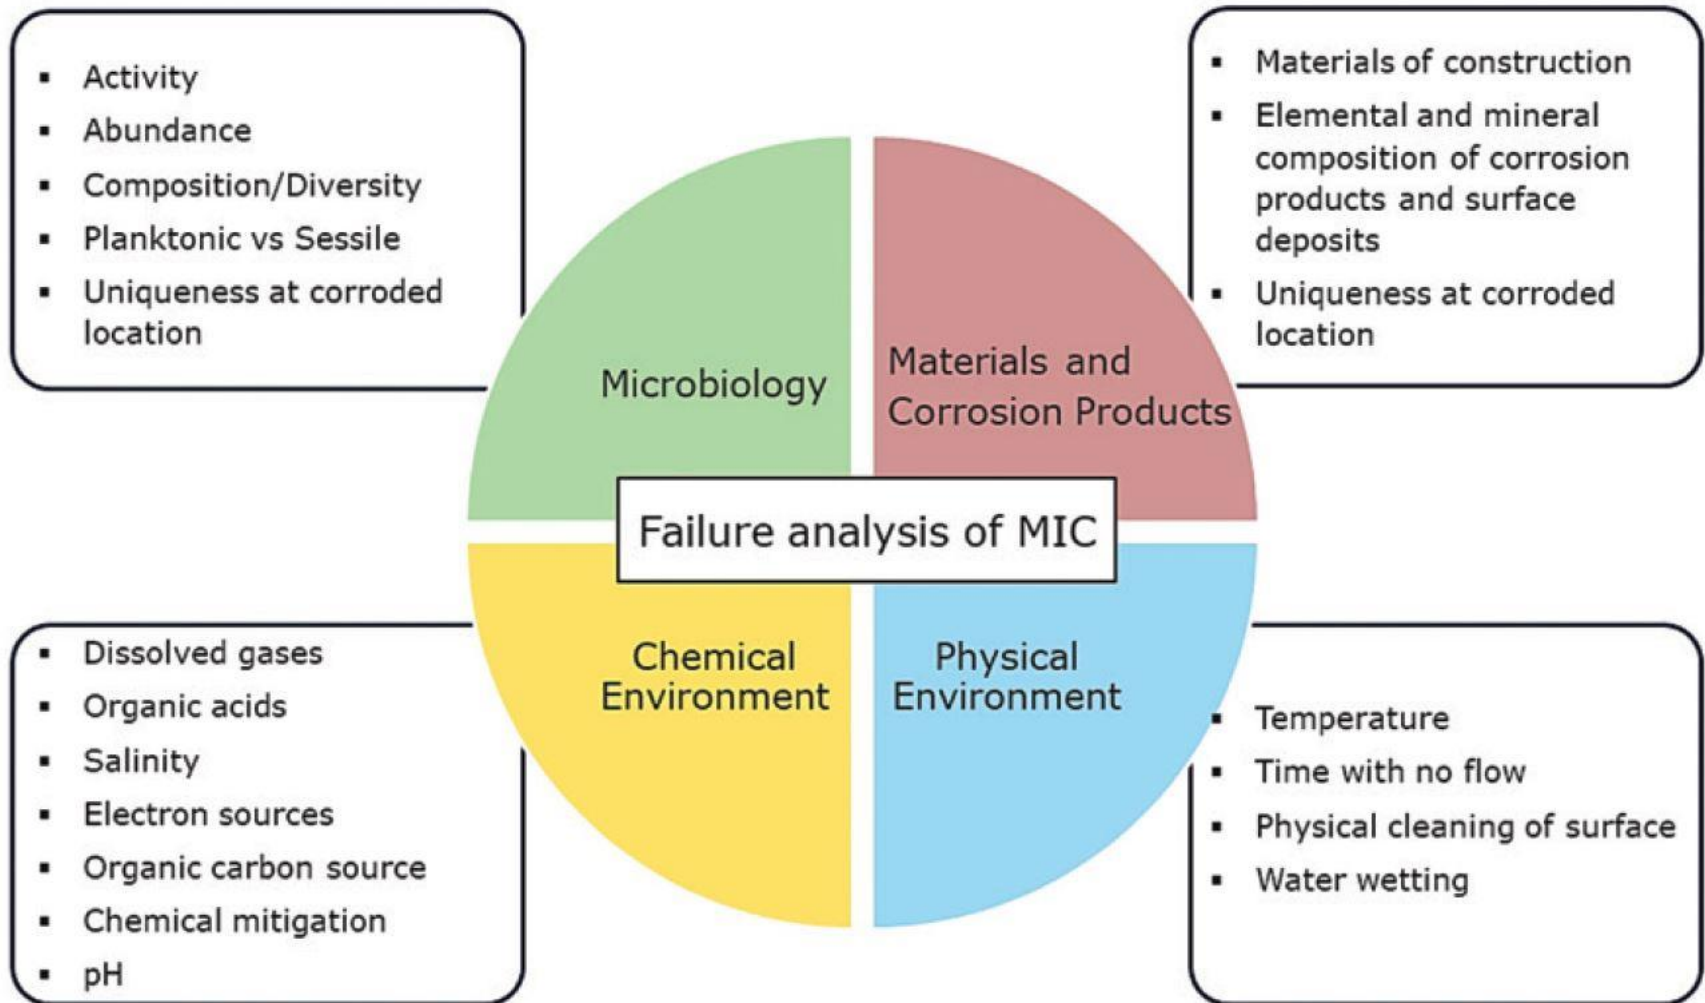 ▪ Activity
▪ Abundance
▪ Composition/Diversity
▪ Planktonic vs Sessile
▪ Uniqueness at corroded
location
▪ Materials of construction
▪ Elemental and mineral
composition of corrosion
products and surface
deposits
▪ Uniqueness at corroded
location
Microbiology
Materials and
Corrosion Products
Failure analysis of MIC
Chemical
Environment
Physical
Environment
▪ Dissolved gases
▪ Organic acids
▪ Salinity
▪ Electron sources
▪ Organic carbon source
▪ Chemical mitigation
▪ pH
▪ Temperature
▪ Time with no flow
▪ Physical cleaning of surface
▪ Water wetting